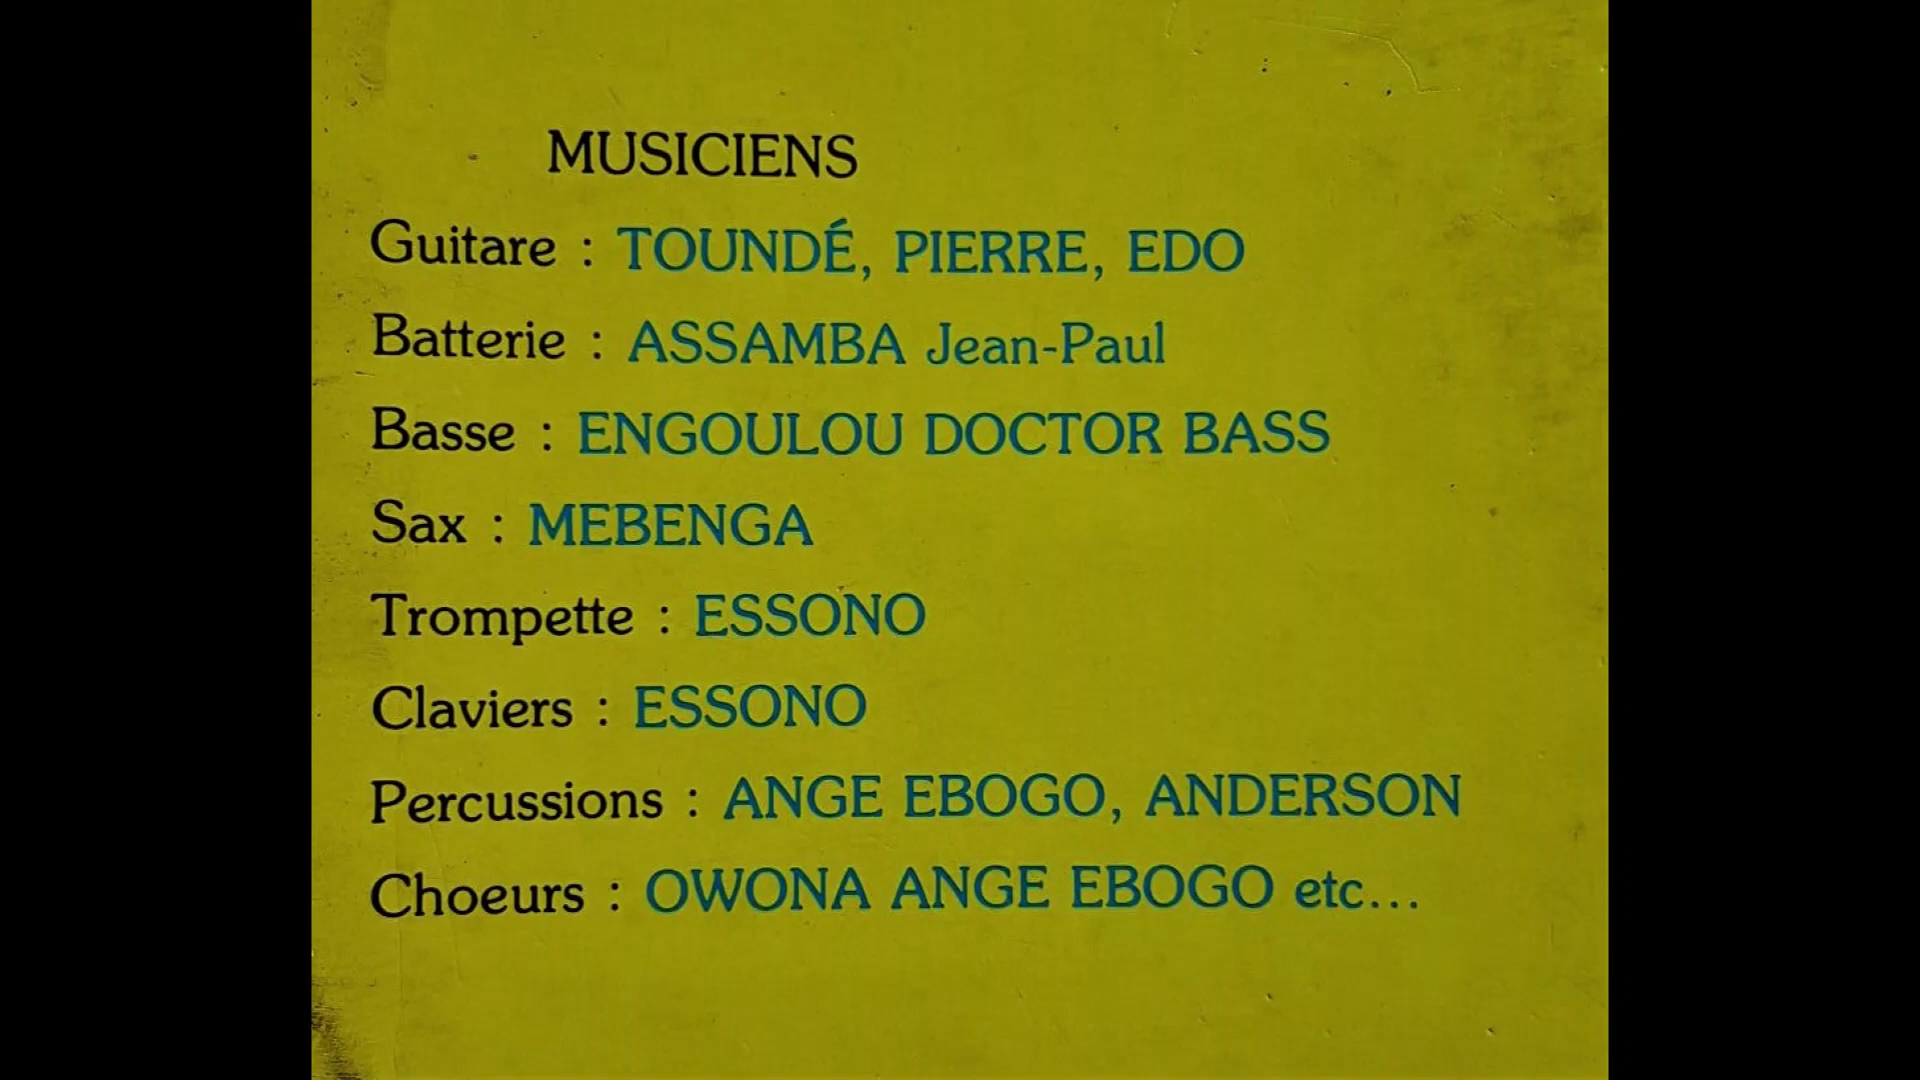 MUSICIENS
Guitare : TOUNDÉ, PIERRE, EDO
Batterie : ASSAMBA Jean-Paul
Basse : ENGOULOU DOCTOR BASS
Sax : MEBENGA
Trompette : ESSONO
Claviers : ESSONO
Percussions : ANGE EBOGO, ANDERSON
Choeurs : OWONA ANGE EBOGO etc...